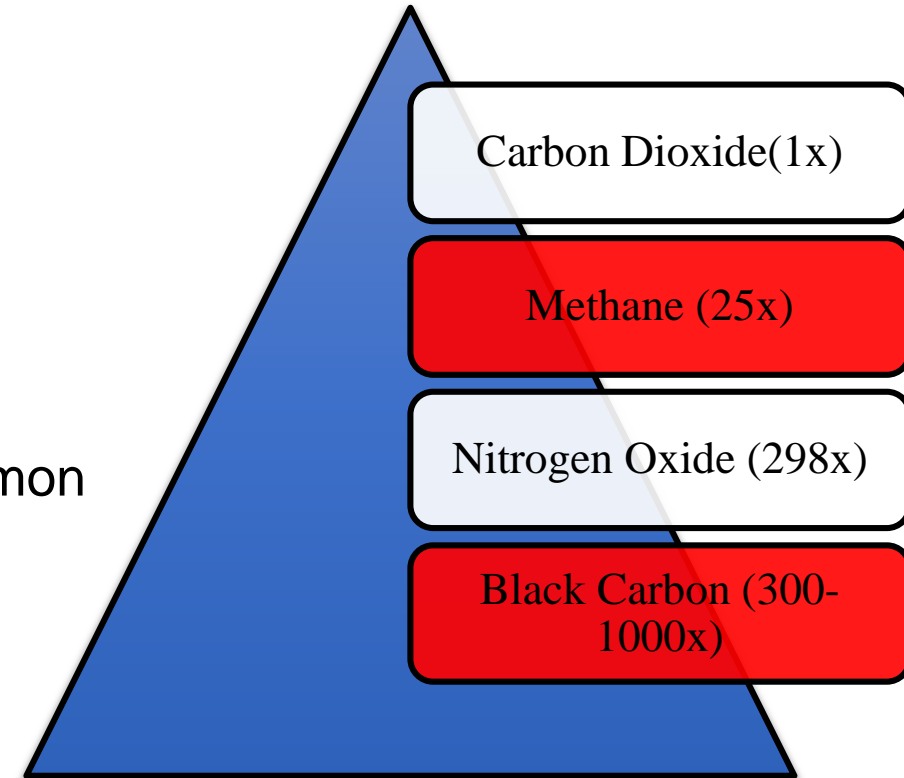 Carbon Dioxide(1x)
Methane (25x)
Nitrogen Oxide (298x)
mon
Black Carbon (300-
1000x)